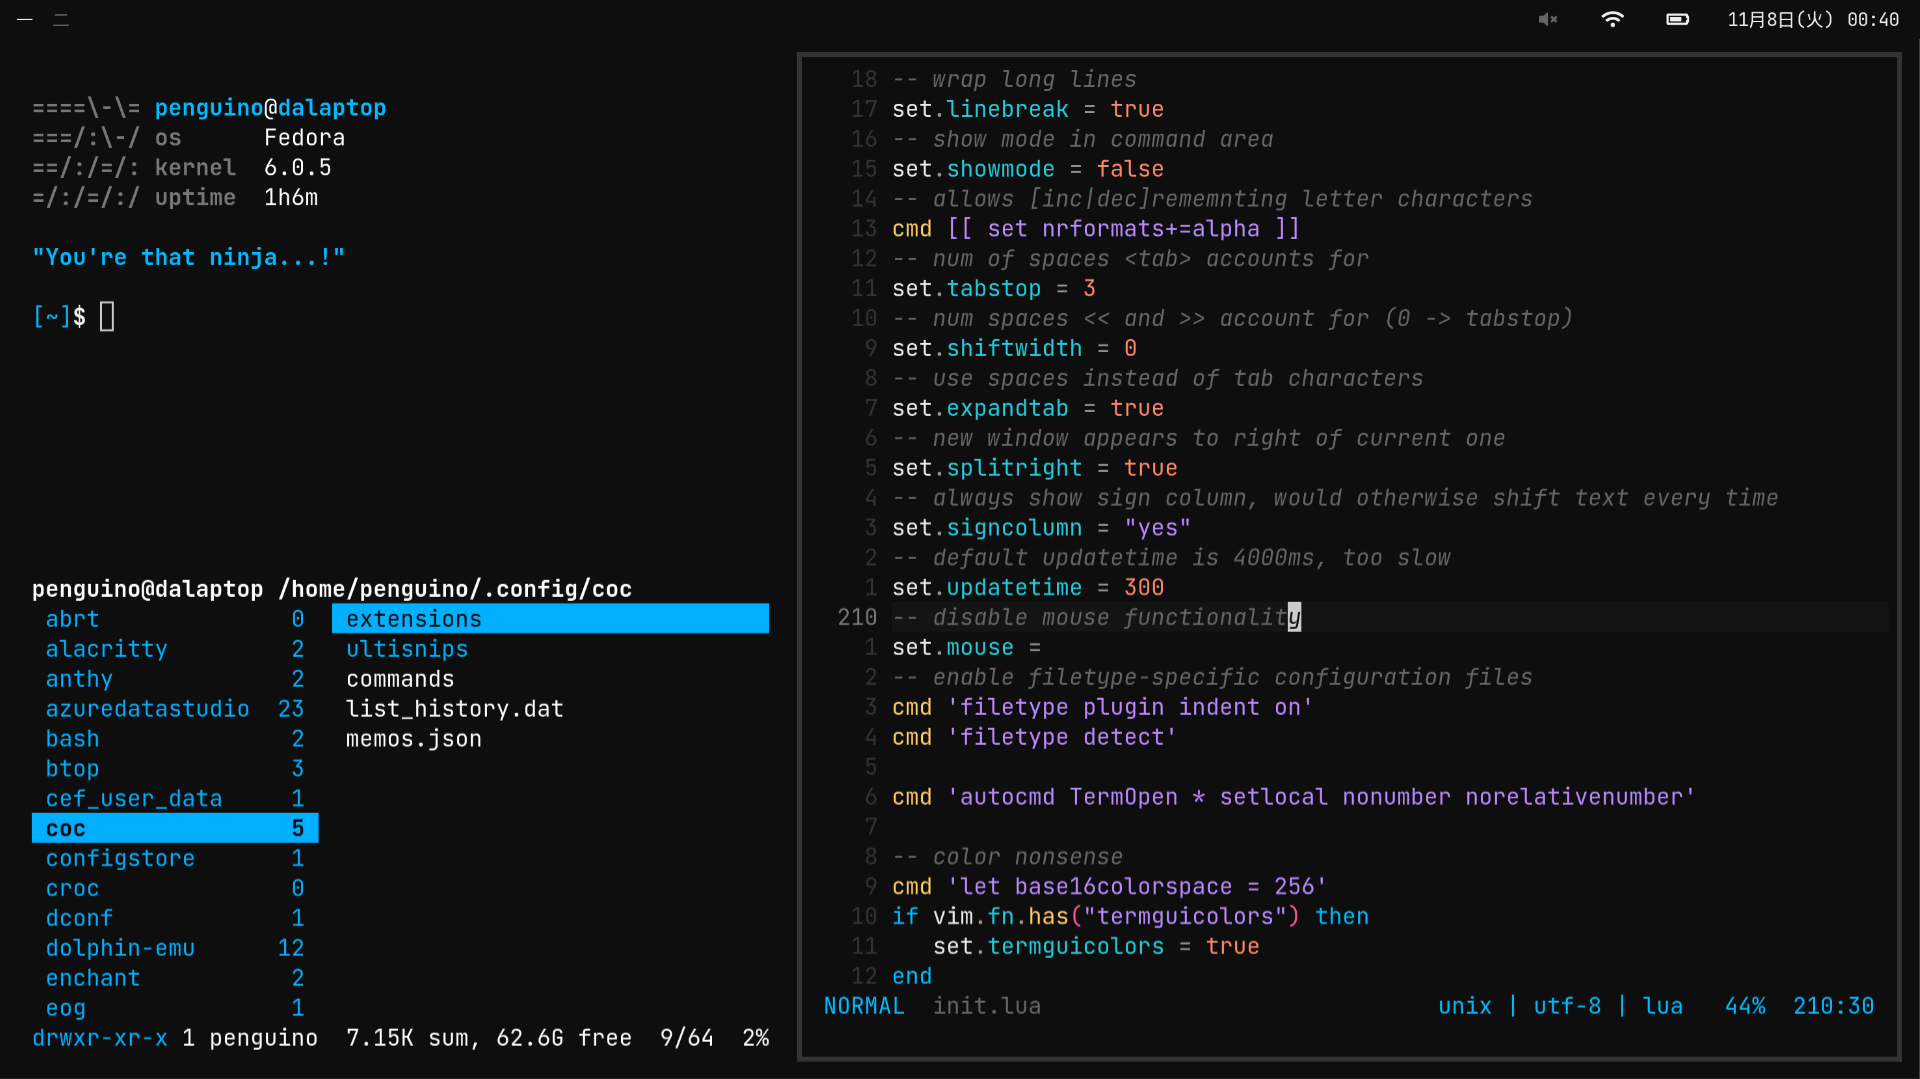 一 二 11月8日(火) 00:40
====\-\= penguino@dalaptop
===/:\-/ os Fedora
==/:/=/: kernel 6.0.5
=/:/=/:/ uptime 1h6m
"You're that ninja...!"
[~]$
penguino@dalaptop /home/penguino/.config/coc
abrt 0 extensions
alacritty 2 ultisnips
anthy 2 commands
azuredatastudio 23 list_history.dat
bash 2 memos.json
btop 3
cef_user_data 1
coc 5
configstore 1
croc 0
dconf 1
dolphin-emu 12
enchant 2
eog 1
drwxr-xr-x 1 penguino 7.15K sum, 62.6G free 9/64 2%
18 -- wrap long lines
17 set.linebreak = true
16 -- show mode in command area
15 set.showmode = false
14 -- allows [inc|dec]rememnting letter characters
13 cmd [[ set nrformats+=alpha ]]
12 -- num of spaces <tab> accounts for
11 set.tabstop = 3
10 -- num spaces << and >> account for (0 -> tabstop)
9 set.shiftwidth = 0
8 -- use spaces instead of tab characters
7 set.expandtab = true
6 -- new window appears to right of current one
5 set.splitright = true
4 -- always show sign column, would otherwise shift text every time
3 set.signcolumn = "yes"
2 -- default updatetime is 4000ms, too slow
1 set.updatetime = 300
210 -- disable mouse functionality
1 set.mouse =
2 -- enable filetype-specific configuration files
3 cmd 'filetype plugin indent on'
4 cmd 'filetype detect'
5
6 cmd 'autocmd TermOpen * setlocal nonumber norelativenumber'
7
8 -- color nonsense
9 cmd 'let base16colorspace = 256'
10 if vim.fn.has("termguicolors") then
11 set.termguicolors = true
12 end
NORMAL init.lua unix | utf-8 | lua 44% 210:30